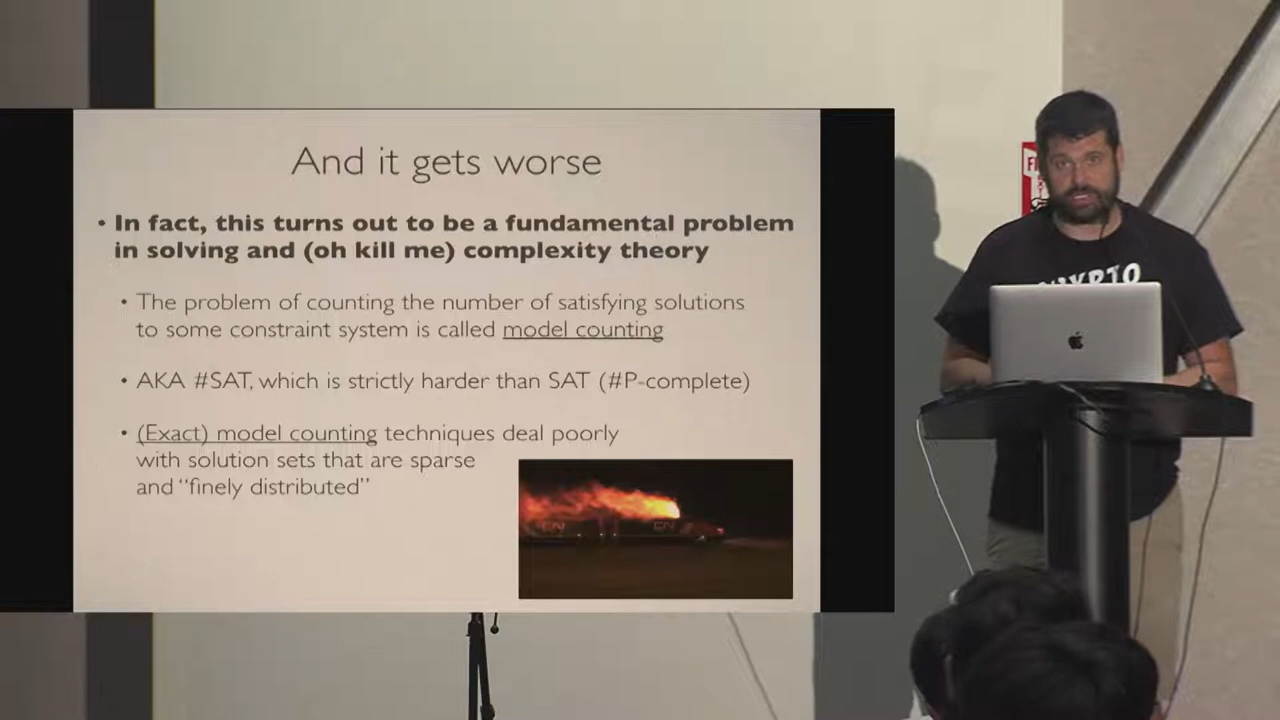 And it gets worse
• In fact, this turns out to be a fundamental problem
in solving and (oh kill me) complexity theory
• The problem of counting the number of satisfying solutions
to some constraint system is called model counting
• AKA #SAT, which is strictly harder than SAT (#P-complete)
• (Exact) model counting techniques deal poorly
with solution sets that are sparse
and “finely distributed”
CN CN